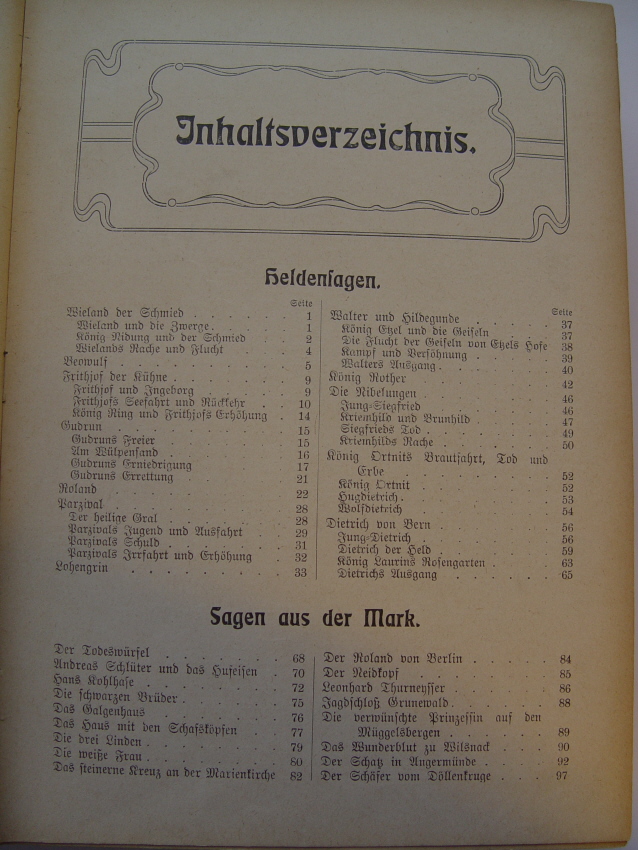 Inhaltsverzeichnis.
Heldensagen.
Seite
Wieland der Schmied . . . . . . 1
Wieland und die Zwerge . . . . . 1
König Nidung und der Schmied . . 2
Wielands Rache und Flucht . . . . 4
Beowulf . . . . . . . . . 5
Frithjof der Kühne . . . . . . . 9
Frithjof und Ingeborg . . . . . . 9
Frithjofs Seefahrt und Rückkehr . . 10
König Ring und Frithjofs Erhöhung . 14
Gudrun . . . . . . . . . 15
Gudruns Freier . . . . . . . 15
Am Wülpensand . . . . . . . 16
Gudruns Erniedrigung . . . . . 17
Gudruns Errettung . . . . . . 21
Roland . . . . . . . . . 22
Parzival . . . . . . . . . 28
Der heilige Gral . . . . . . . 28
Parzivals Jugend und Ausfahrt . . 29
Parzivals Schuld . . . . . . . 31
Parzivals Irrfahrt und Erhöhung . . 32
Lohengrin . . . . . . . . 33
Seite
Walter und Hildegunde . . . . . 37
König Etzel und die Geiseln . . . 37
Die Flucht der Geiseln von Etzels Hofe 38
Kampf und Versöhnung . . . . . 39
Walters Ausgang . . . . . . . 40
König Rother . . . . . . . . 42
Die Nibelungen . . . . . . . 46
Jung-Siegfried . . . . . . . 46
Kriemhild und Brunhild . . . . . 47
Siegfrieds Tod . . . . . . . 49
Kriemhilds Rache . . . . . . . 50
König Ortnits Brautfahrt, Tod und
Erbe . . . . . . . . . 52
König Ortnit . . . . . . . . 52
Hugdietrich . . . . . . . . 53
Wolfdietrich . . . . . . . . 54
Dietrich von Bern . . . . . . . 56
Jung-Dietrich . . . . . . . . 56
Dietrich der Held . . . . . . . 59
König Laurins Rosengarten . . . . 63
Dietrichs Ausgang . . . . . . 65
Sagen aus der Mark.
Der Todeswürfel . . . . . . . 68
Andreas Schlüter und das Hufeisen . 70
Hans Kohlhase . . . . . . . . 72
Die schwarzen Brüder . . . . . . 75
Das Galgenhaus . . . . . . . 76
Das Haus mit den Schafsköpfen . . 77
Die drei Linden . . . . . . . . 79
Die weiße Frau . . . . . . . . 80
Das steinerne Kreuz an der Marienkirche 82
Der Roland von Berlin . . . . . 84
Der Neidkopf . . . . . . . . 85
Leonhard Thurneysser . . . . . . 86
Jagdschloß Grunewald . . . . . . 88
Die verwünschte Prinzessin auf den
Müggelsbergen . . . . . . . 89
Das Wunderblut zu Wilsnack . . . . 90
Der Schatz in Angermünde . . . . 92
Der Schäfer vom Döllenkruge . . . . 97